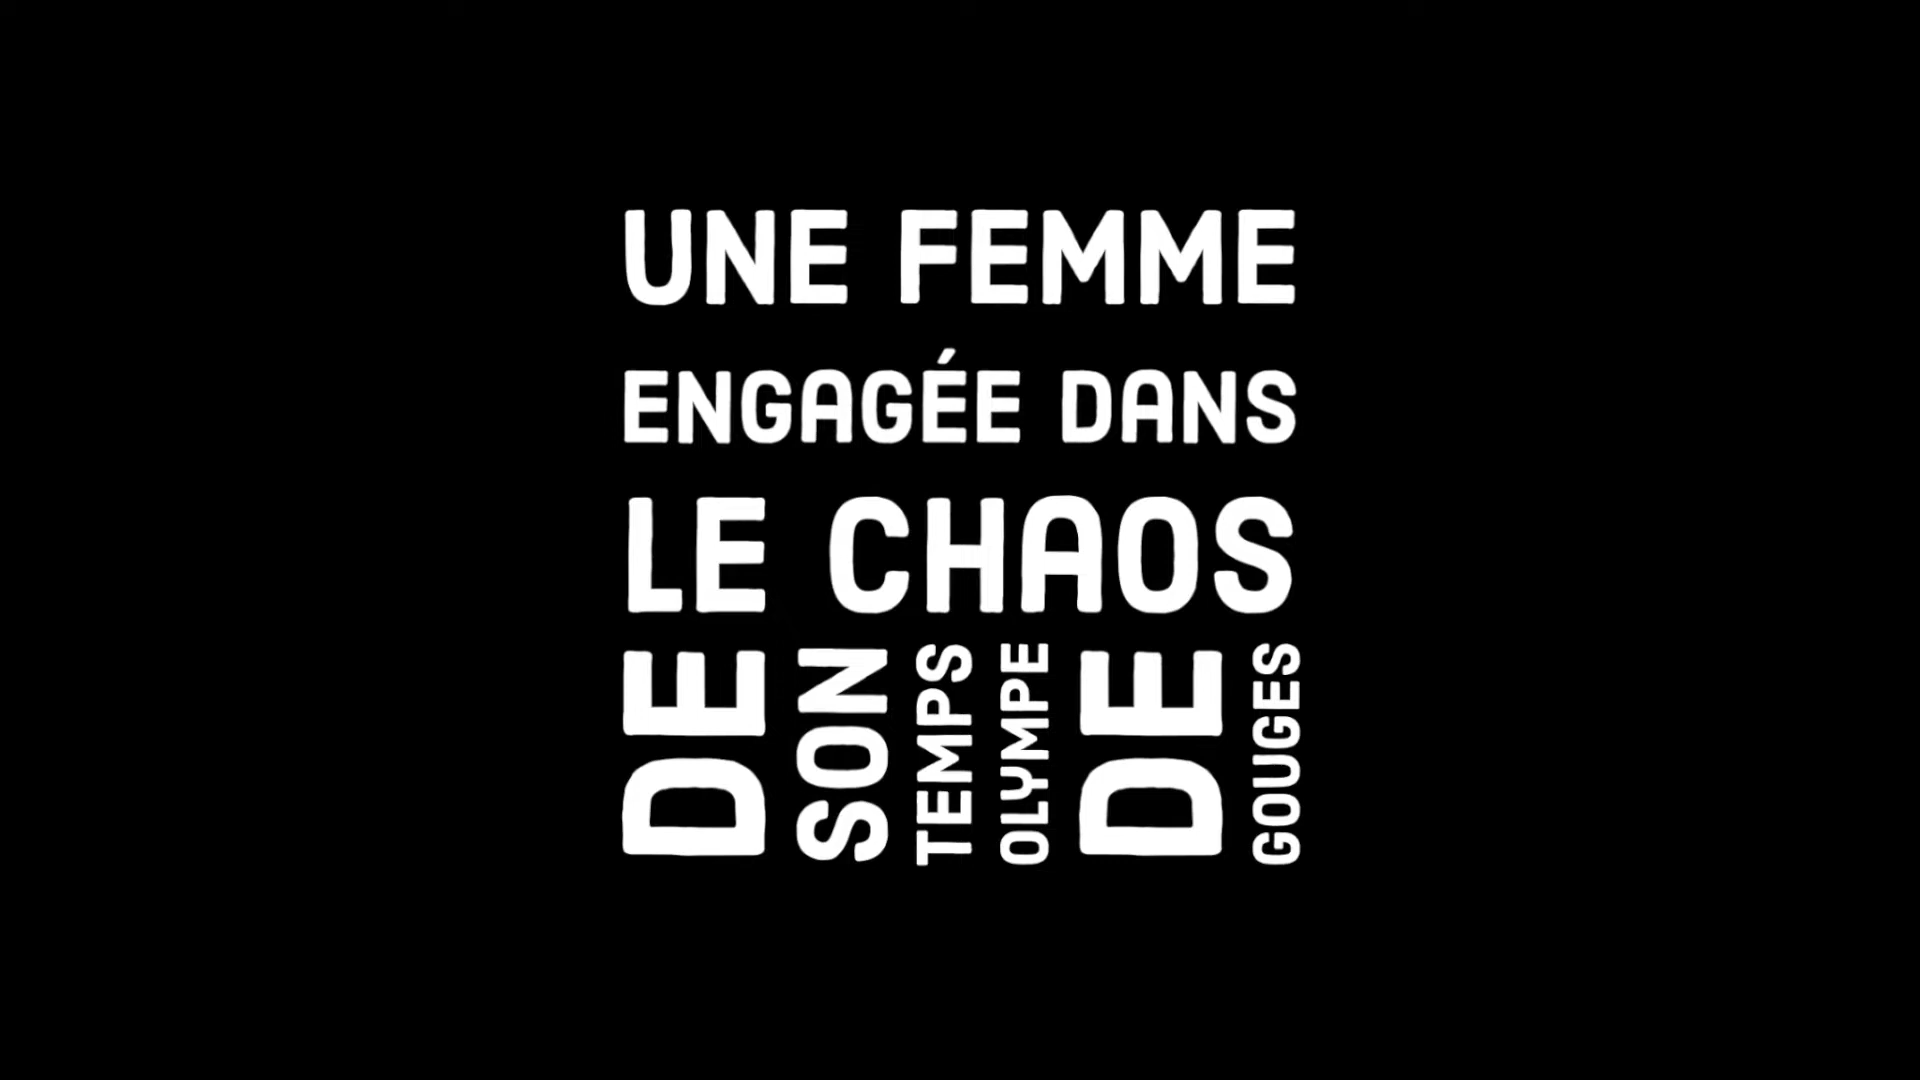 UNE FEMME
ENGAGÉE DANS
LE CHAOS
DE
SON
TEMPS
OLYMPE
DE
GOUGES